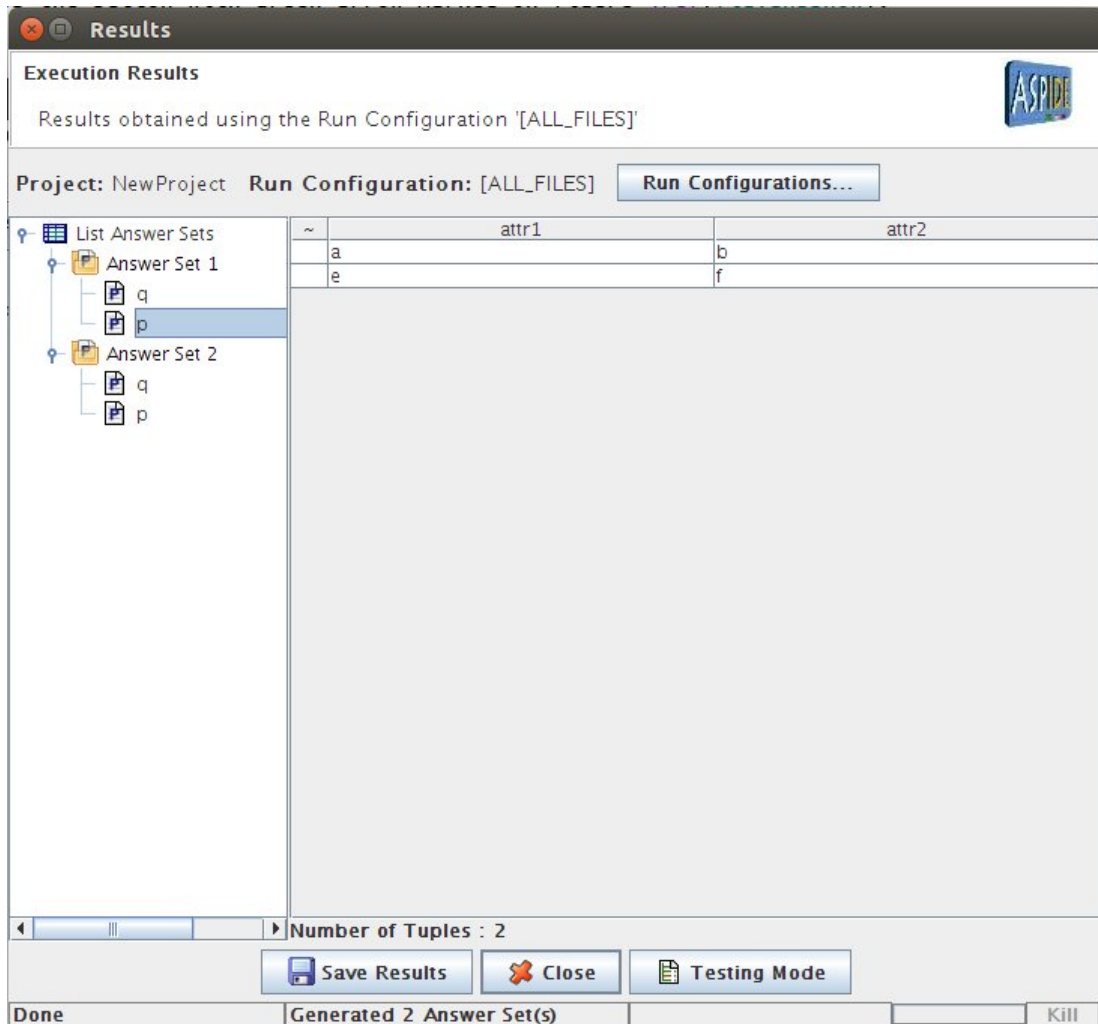 Results
Execution Results
ASPIDE
Results obtained using the Run Configuration '[ALL_FILES]'
Project: NewProject Run Configuration: [ALL_FILES] Run Configurations...
List Answer Sets
Answer Set 1
q
p
Answer Set 2
q
p
~ attr1 attr2
a b
e f
Number of Tuples : 2
Save Results Close Testing Mode
Done Generated 2 Answer Set(s) Kill